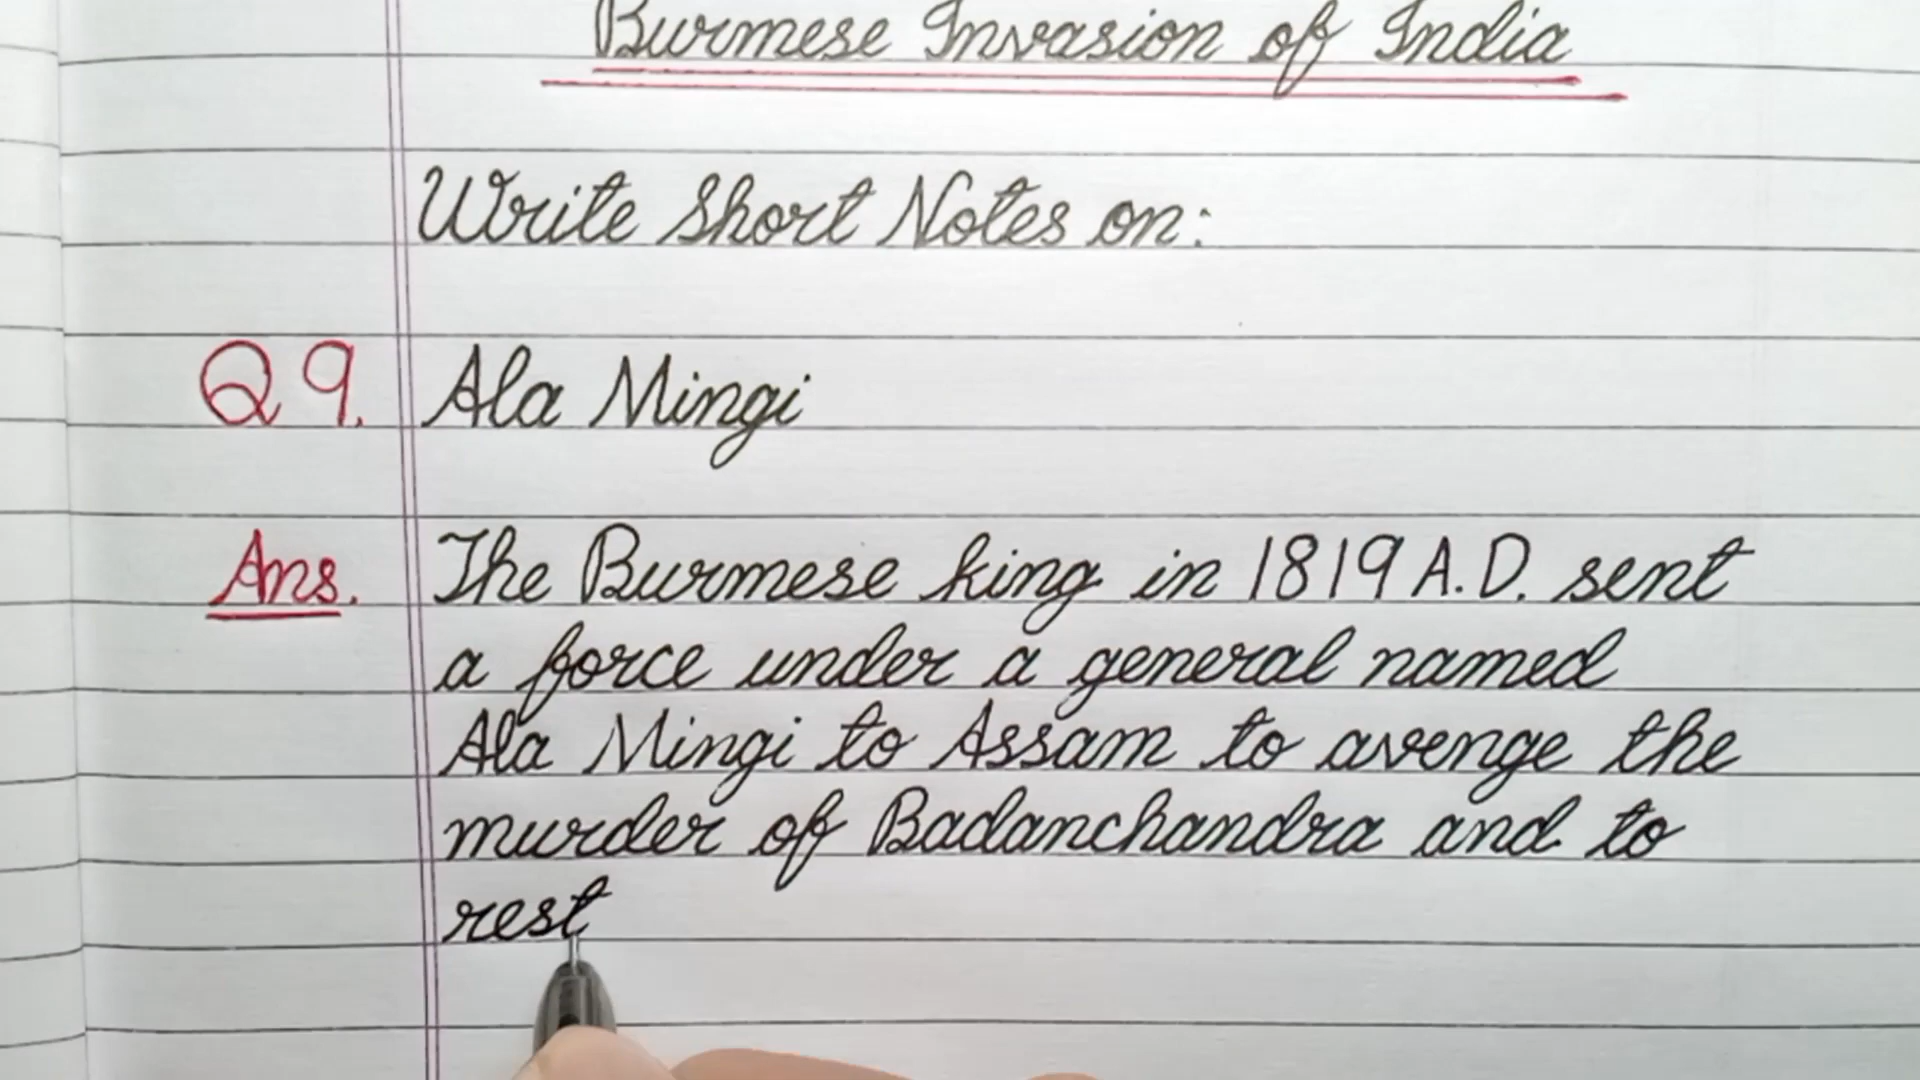 Burmese Invasion of India
Write Short Notes on:
Q 9. Ala Mingi
Ans. The Burmese king in 1819 A.D. sent
a force under a general named
Ala Mingi to Assam to avenge the
murder of Badanchandra and to
rest